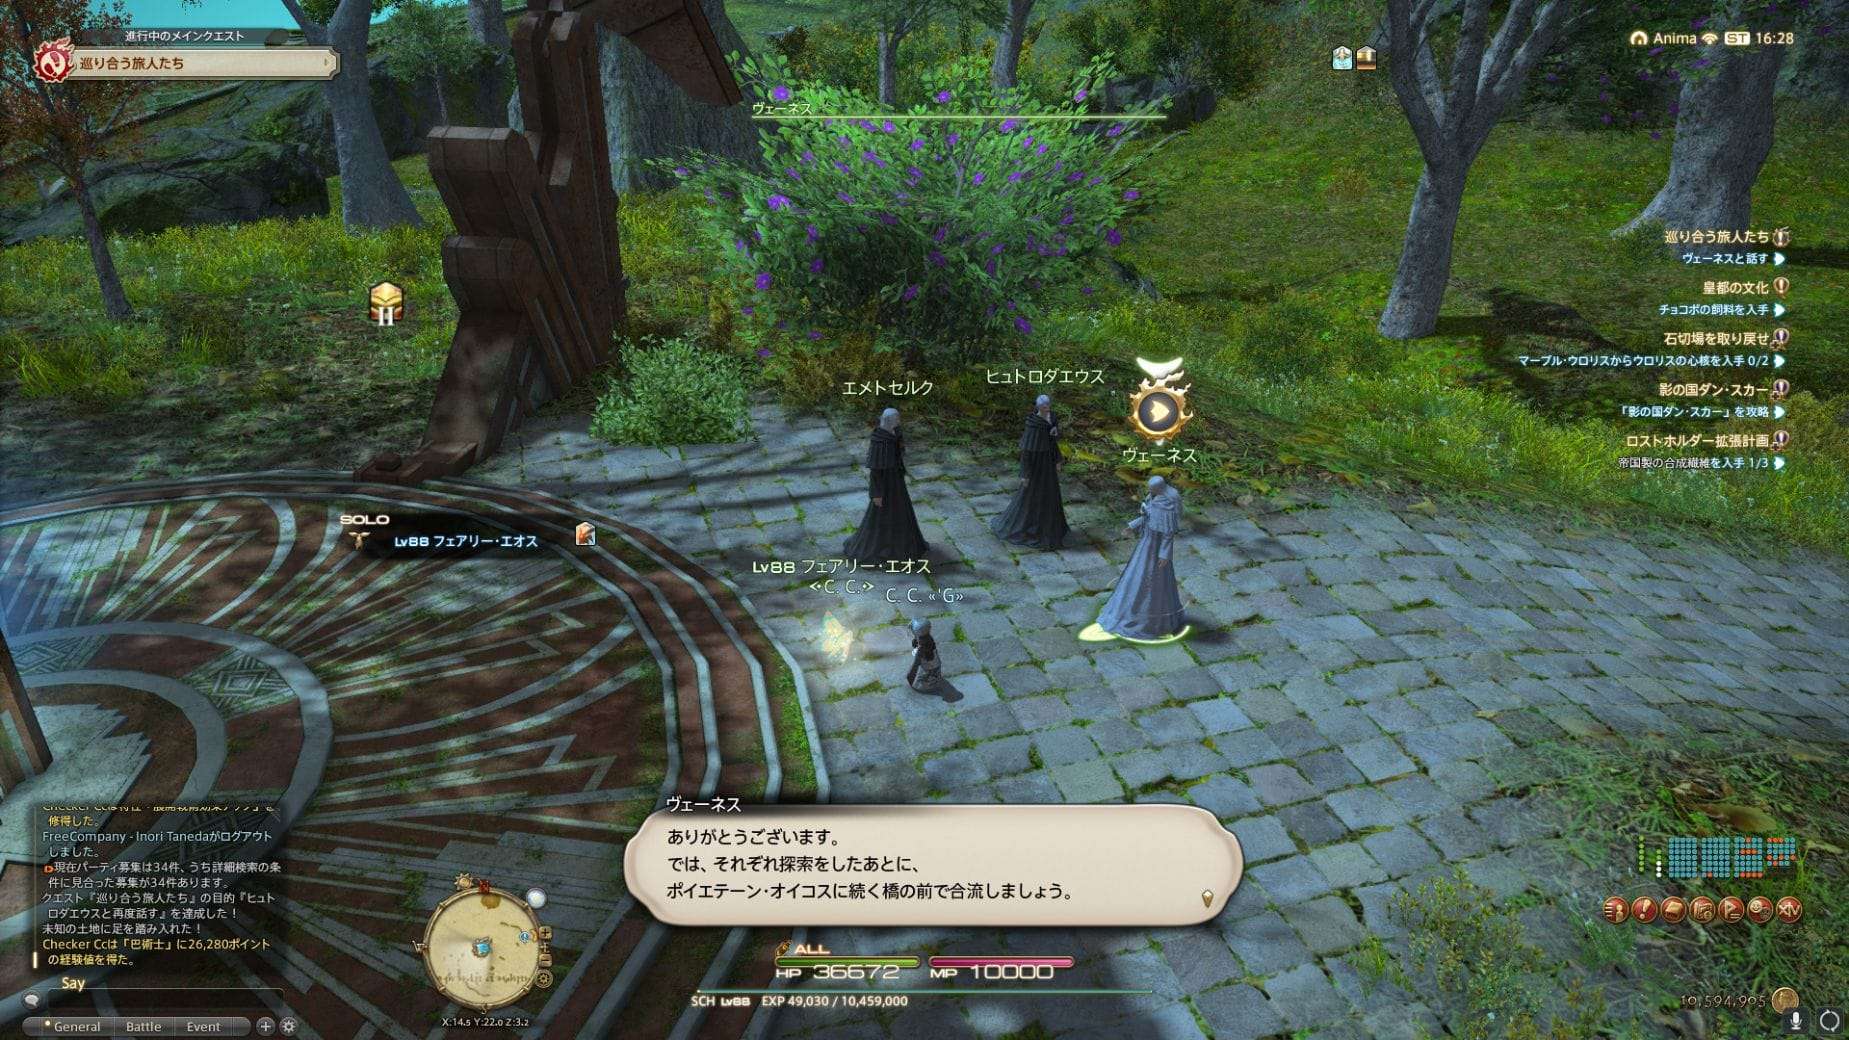 進行中のメインクエスト
巡り合う旅人たち
Anima ST 16:28
ヴェーネス
巡り合う旅人たち
ヴェーネスと話す
皇都の文化
チョコボの飼料を入手
石切場を取り戻せ
マーブル・ウロリスからウロリスの心核を入手 0/2
影の国ダン・スカー
「影の国ダン・スカー」を攻略
ロストホルダー拡張計画
帝国製の合成繊維を入手 1/3
エメトセルク
ヒュトロダエウス
ヴェーネス
SOLO
Lv88 フェアリー・エオス
Lv88 フェアリー・エオス
«C. C.»
C. C. «'G»
ヴェーネス
ありがとうございます。
では、それぞれ探索をしたあとに、
ポイエテーン・オイコスに続く橋の前で合流しましょう。
修得した。
FreeCompany - Inori Tanedaがログアウト
しました。
現在パーティ募集は34件、うち詳細検索の条
件に見合った募集が34件あります。
クエスト『巡り合う旅人たち』の目的『ヒュト
ロダエウスと再度話す』を達成した！
未知の土地に足を踏み入れた！
Checker Ccは「巴術士」に26,280ポイント
の経験値を得た。
Say
General Battle Event
X:14.5 Y:22.0 Z:3.2
ALL
HP 36672 MP 10000
SCH Lv88 EXP 49,030 / 10,459,000
10,594,905
XIV